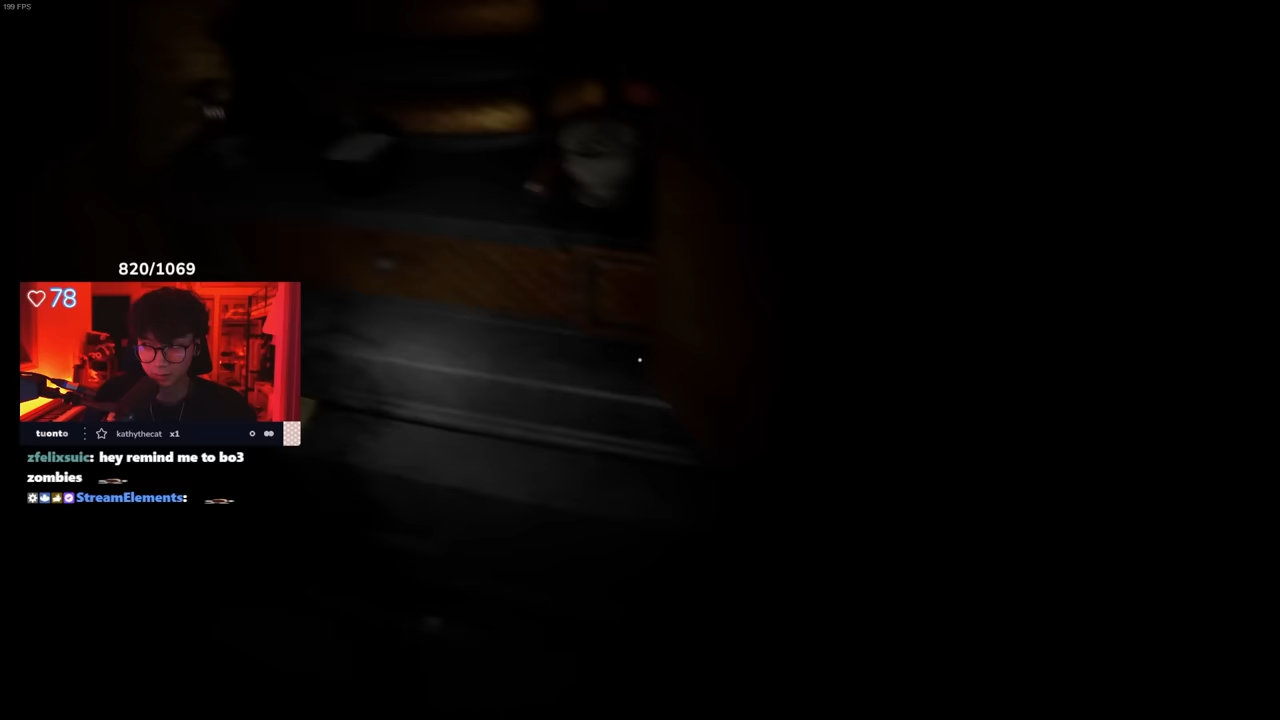 199 FPS
820/1069
78
tuonto
kathythecat x1
zfelixsuic: hey remind me to bo3
zombies
StreamElements: